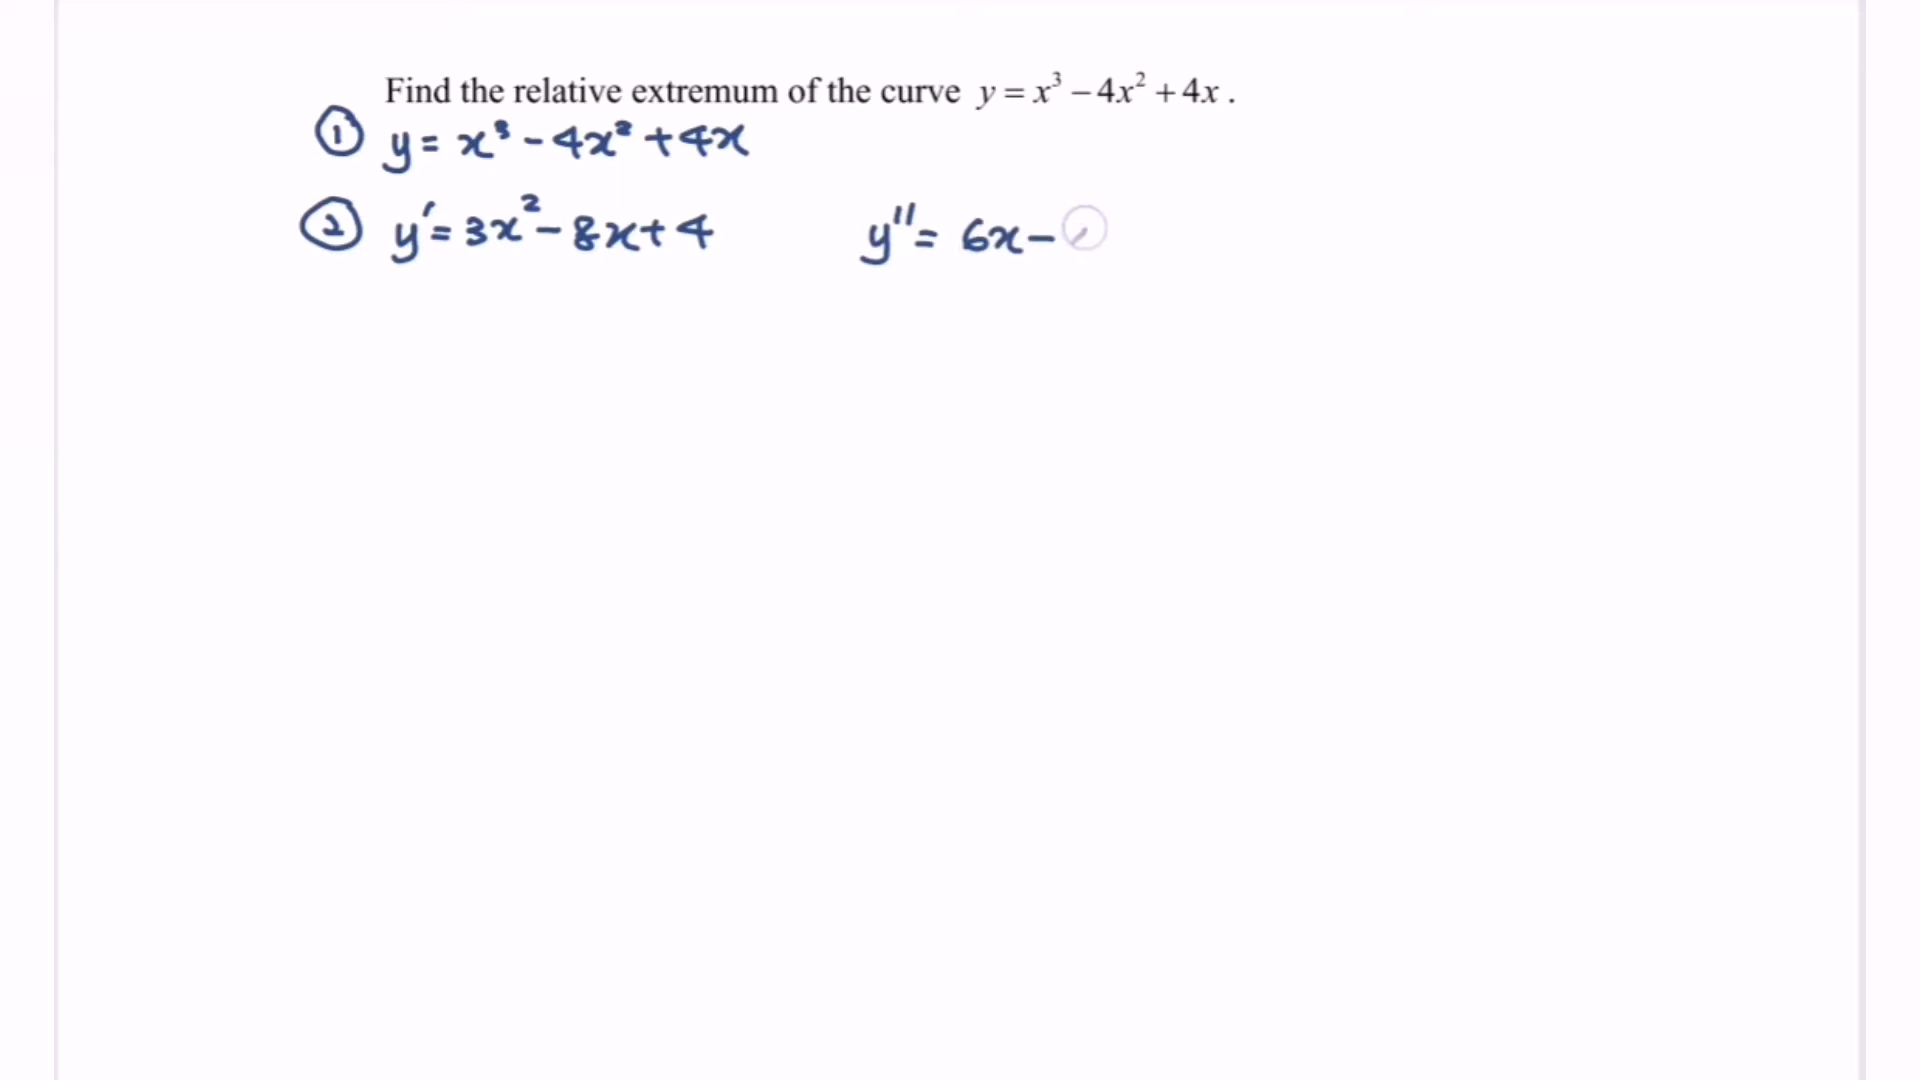 Find the relative extremum of the curve y = x³ − 4x² + 4x .
① y = x³ - 4x² + 4x
② y′ = 3x² - 8x + 4 y″ = 6x -